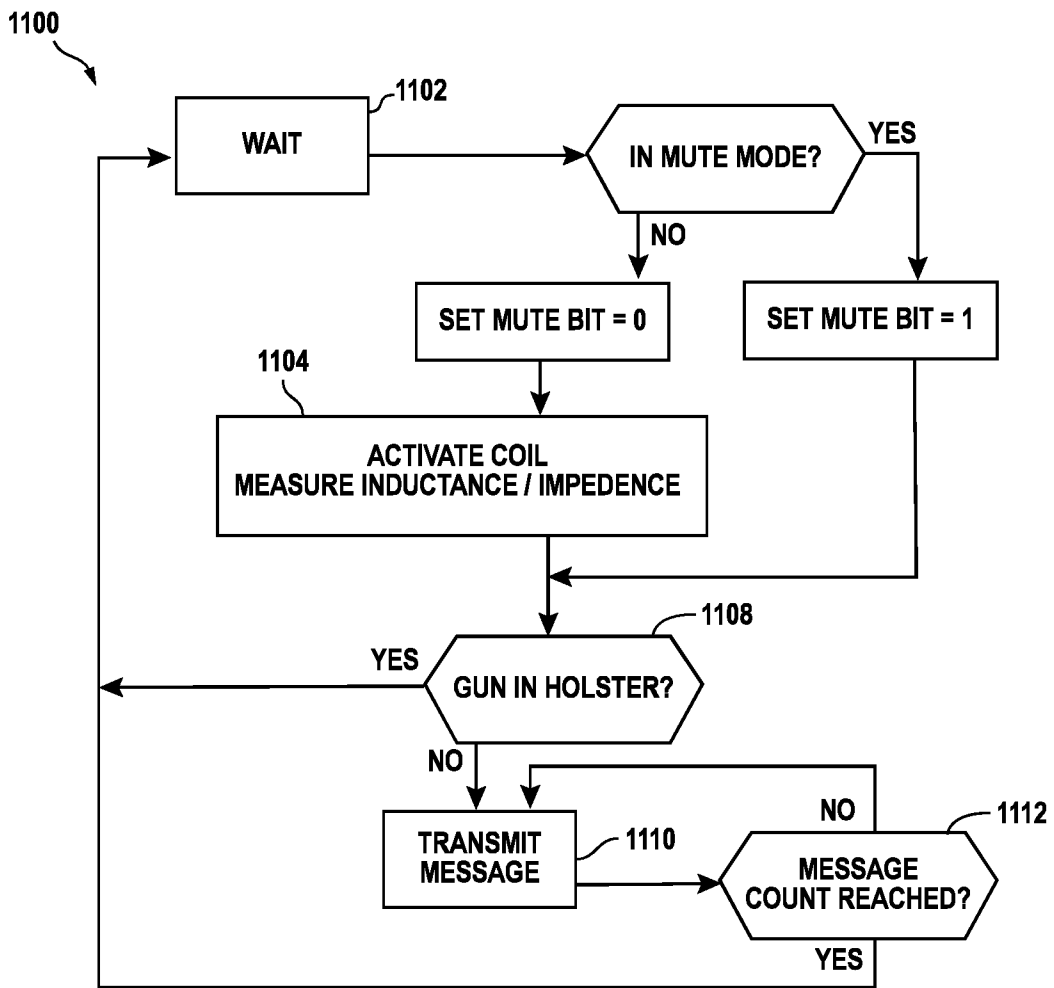 1100
1102
WAIT
IN MUTE MODE?
YES
NO
SET MUTE BIT = 0
SET MUTE BIT = 1
1104
ACTIVATE COIL
MEASURE INDUCTANCE / IMPEDENCE
1108
YES
GUN IN HOLSTER?
NO
NO
1112
TRANSMIT
MESSAGE
1110
MESSAGE
COUNT REACHED?
YES